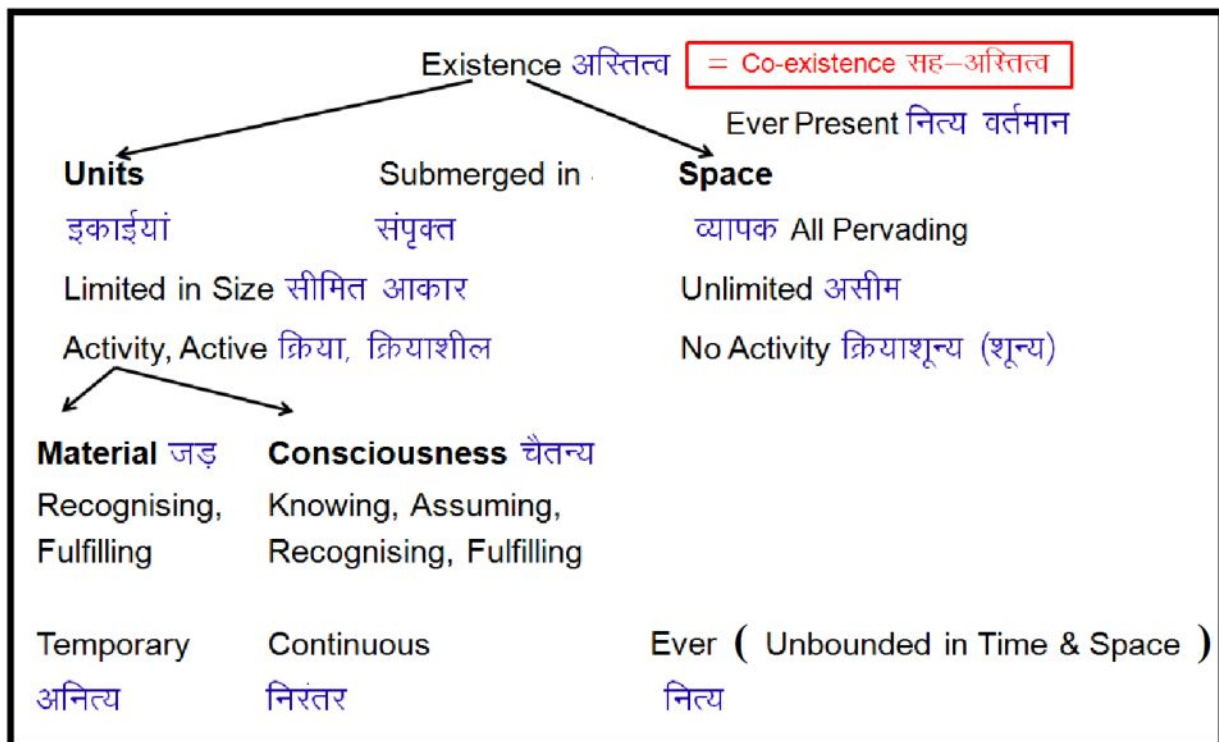 Existence अस्तित्व = Co-existence सह–अस्तित्व
Ever Present नित्य वर्तमान
Units Submerged in Space
इकाईयां संपृक्त व्यापक All Pervading
Limited in Size सीमित आकार Unlimited असीम
Activity, Active क्रिया, क्रियाशील No Activity क्रियाशून्य (शून्य)
Material जड़ Consciousness चैतन्य
Recognising, Knowing, Assuming,
Fulfilling Recognising, Fulfilling
Temporary Continuous Ever ( Unbounded in Time & Space )
अनित्य निरंतर नित्य